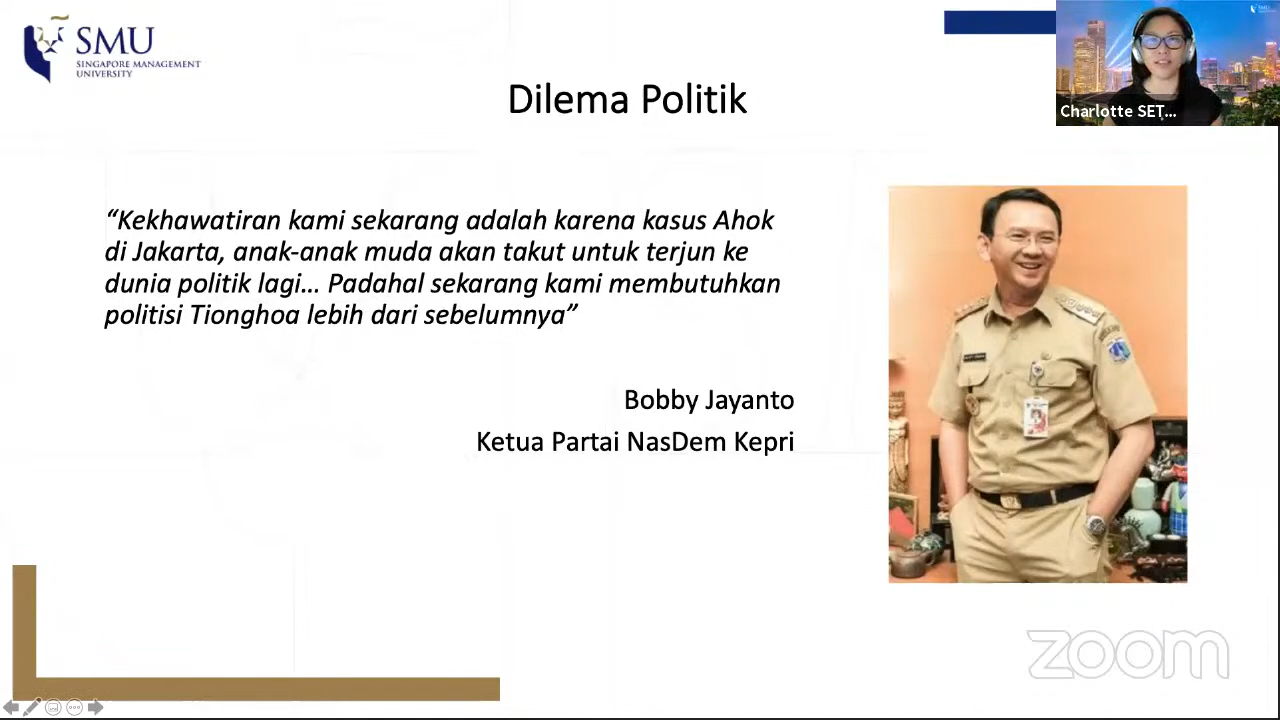 SMU
SINGAPORE MANAGEMENT
UNIVERSITY
Dilema Politik
Charlotte SET...
“Kekhawatiran kami sekarang adalah karena kasus Ahok
di Jakarta, anak-anak muda akan takut untuk terjun ke
dunia politik lagi... Padahal sekarang kami membutuhkan
politisi Tionghoa lebih dari sebelumnya”
Bobby Jayanto
Ketua Partai NasDem Kepri
zoom